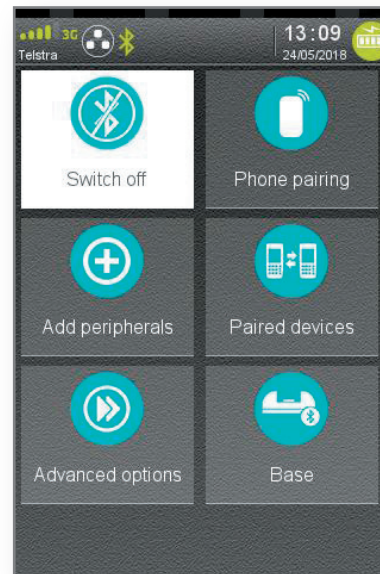 3G
13:09
Telstra
24/05/2018
Switch off
Phone pairing
Add peripherals
Paired devices
Advanced options
Base